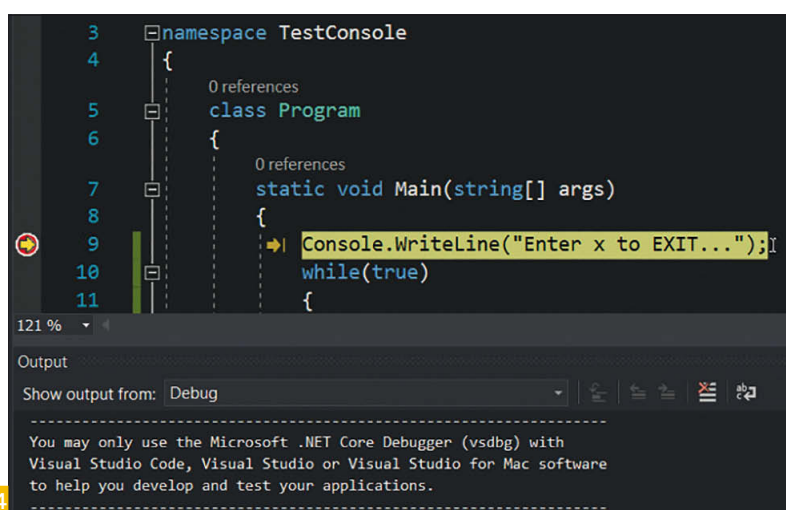 3 namespace TestConsole
4 {
0 references
5 class Program
6 {
0 references
7 static void Main(string[] args)
8 {
9 Console.WriteLine("Enter x to EXIT...");
10 while(true)
11 {
121 %
Output
Show output from: Debug
------------------------------------------------------------
You may only use the Microsoft .NET Core Debugger (vsdbg) with
Visual Studio Code, Visual Studio or Visual Studio for Mac software
to help you develop and test your applications.
------------------------------------------------------------
4